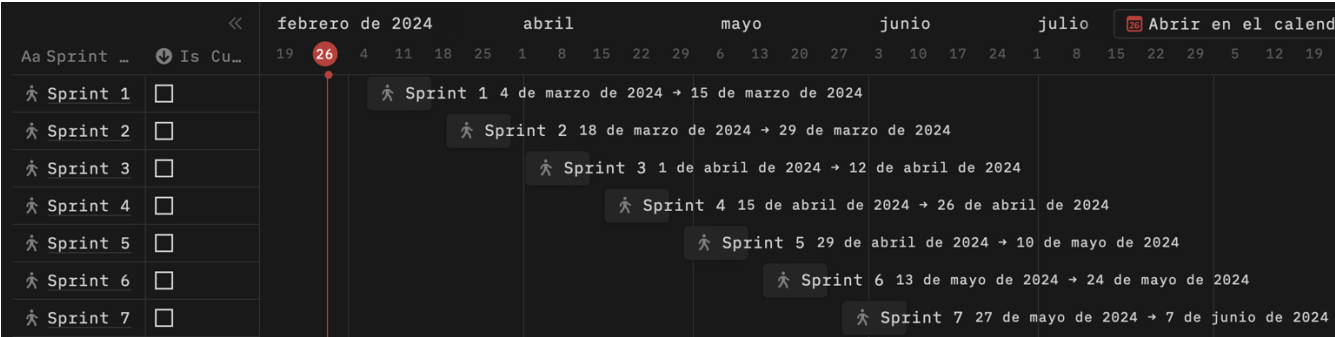 « febrero de 2024 abril mayo junio julio 26 Abrir en el calend
Aa Sprint … Is Cu… 19 26 4 11 18 25 1 8 15 22 29 6 13 20 27 3 10 17 24 1 8 15 22 29 5 12 19
Sprint 1 Sprint 1 4 de marzo de 2024 → 15 de marzo de 2024
Sprint 2 Sprint 2 18 de marzo de 2024 → 29 de marzo de 2024
Sprint 3 Sprint 3 1 de abril de 2024 → 12 de abril de 2024
Sprint 4 Sprint 4 15 de abril de 2024 → 26 de abril de 2024
Sprint 5 Sprint 5 29 de abril de 2024 → 10 de mayo de 2024
Sprint 6 Sprint 6 13 de mayo de 2024 → 24 de mayo de 2024
Sprint 7 Sprint 7 27 de mayo de 2024 → 7 de junio de 2024